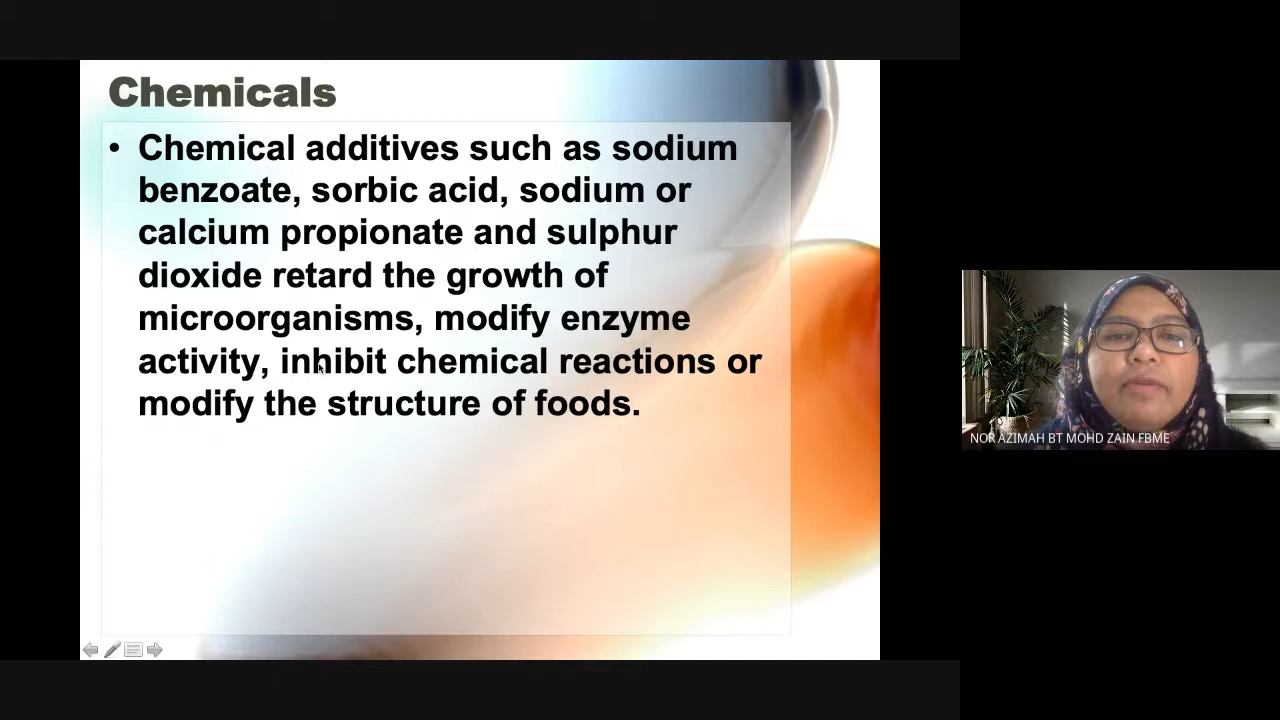 Chemicals
• Chemical additives such as sodium
benzoate, sorbic acid, sodium or
calcium propionate and sulphur
dioxide retard the growth of
microorganisms, modify enzyme
activity, inhibit chemical reactions or
modify the structure of foods.
NOR AZIMAH BT MOHD ZAIN FBME